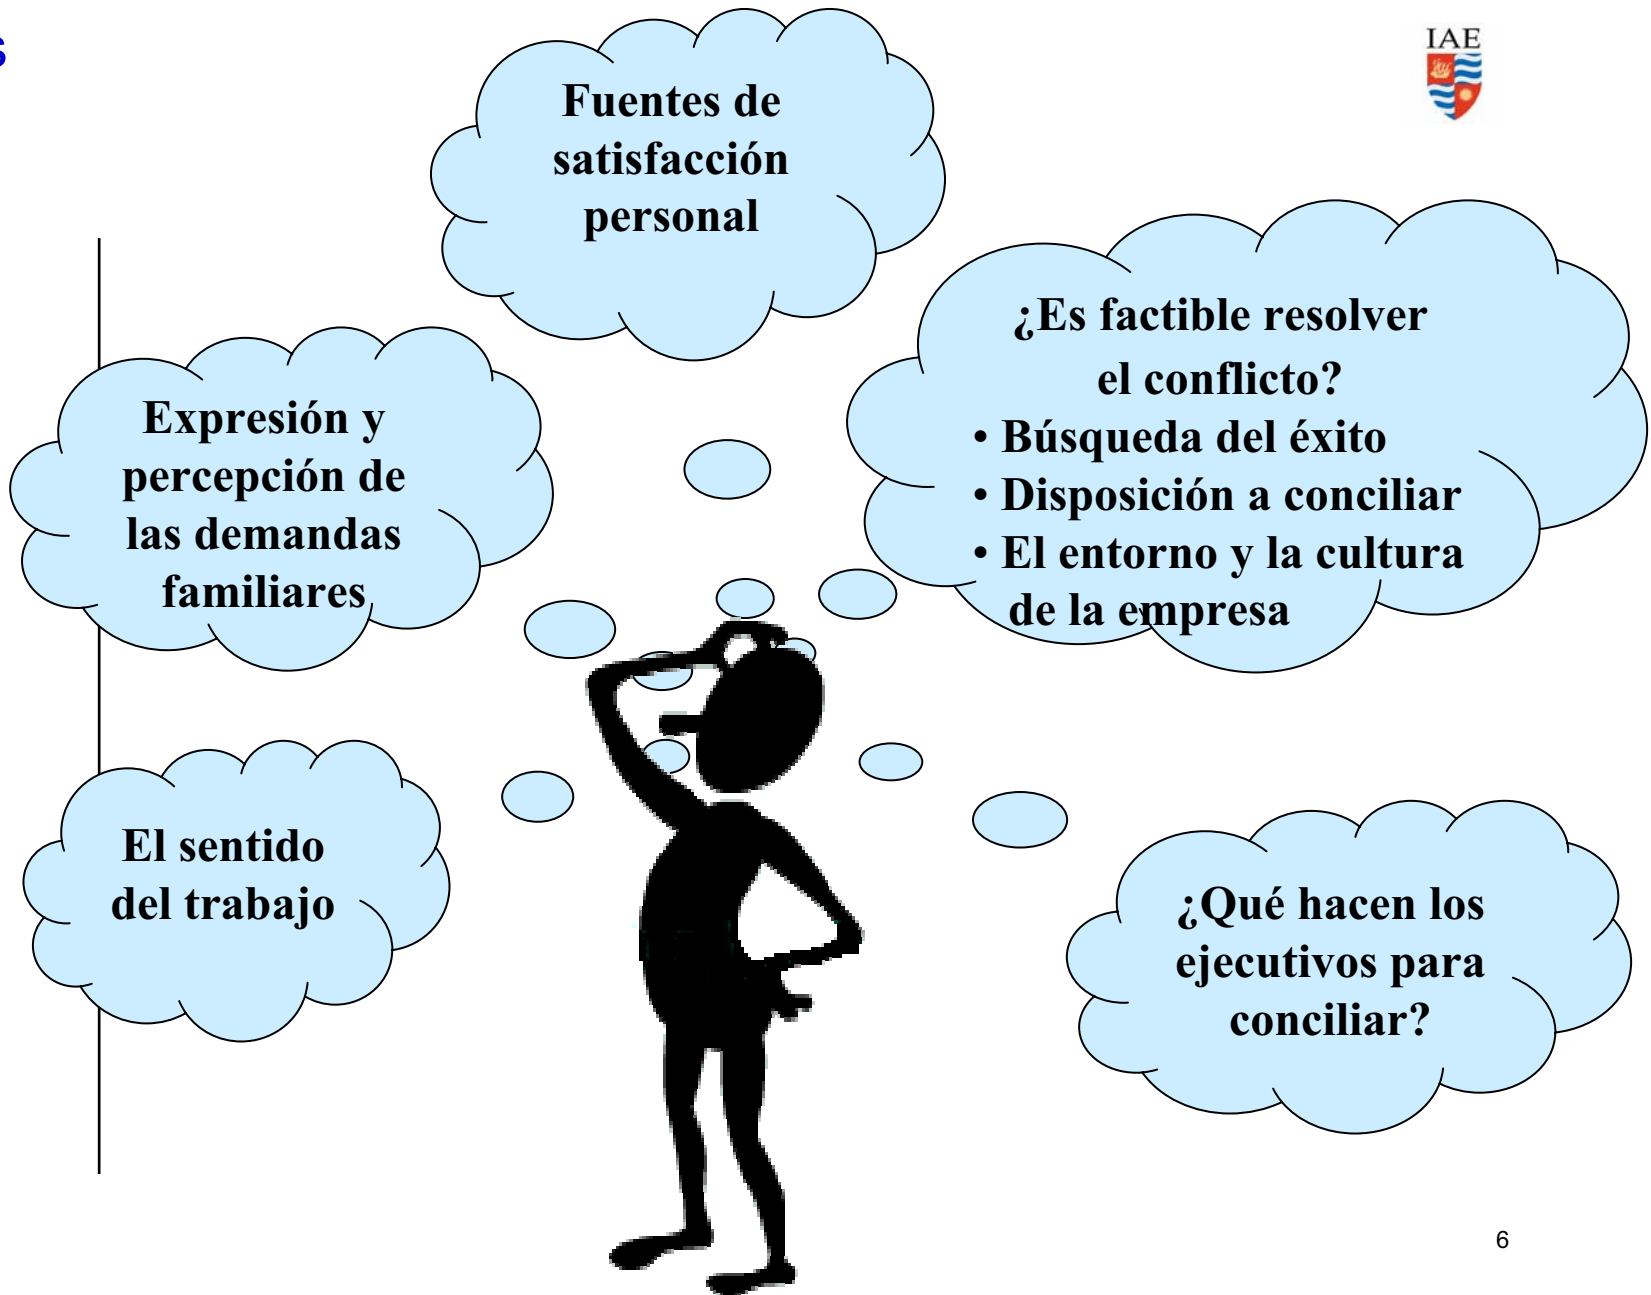 s
IAE
Fuentes de
satisfacción
personal
¿Es factible resolver
el conflicto?
• Búsqueda del éxito
• Disposición a conciliar
• El entorno y la cultura
de la empresa
Expresión y
percepción de
las demandas
familiares
El sentido
del trabajo
¿Qué hacen los
ejecutivos para
conciliar?
6